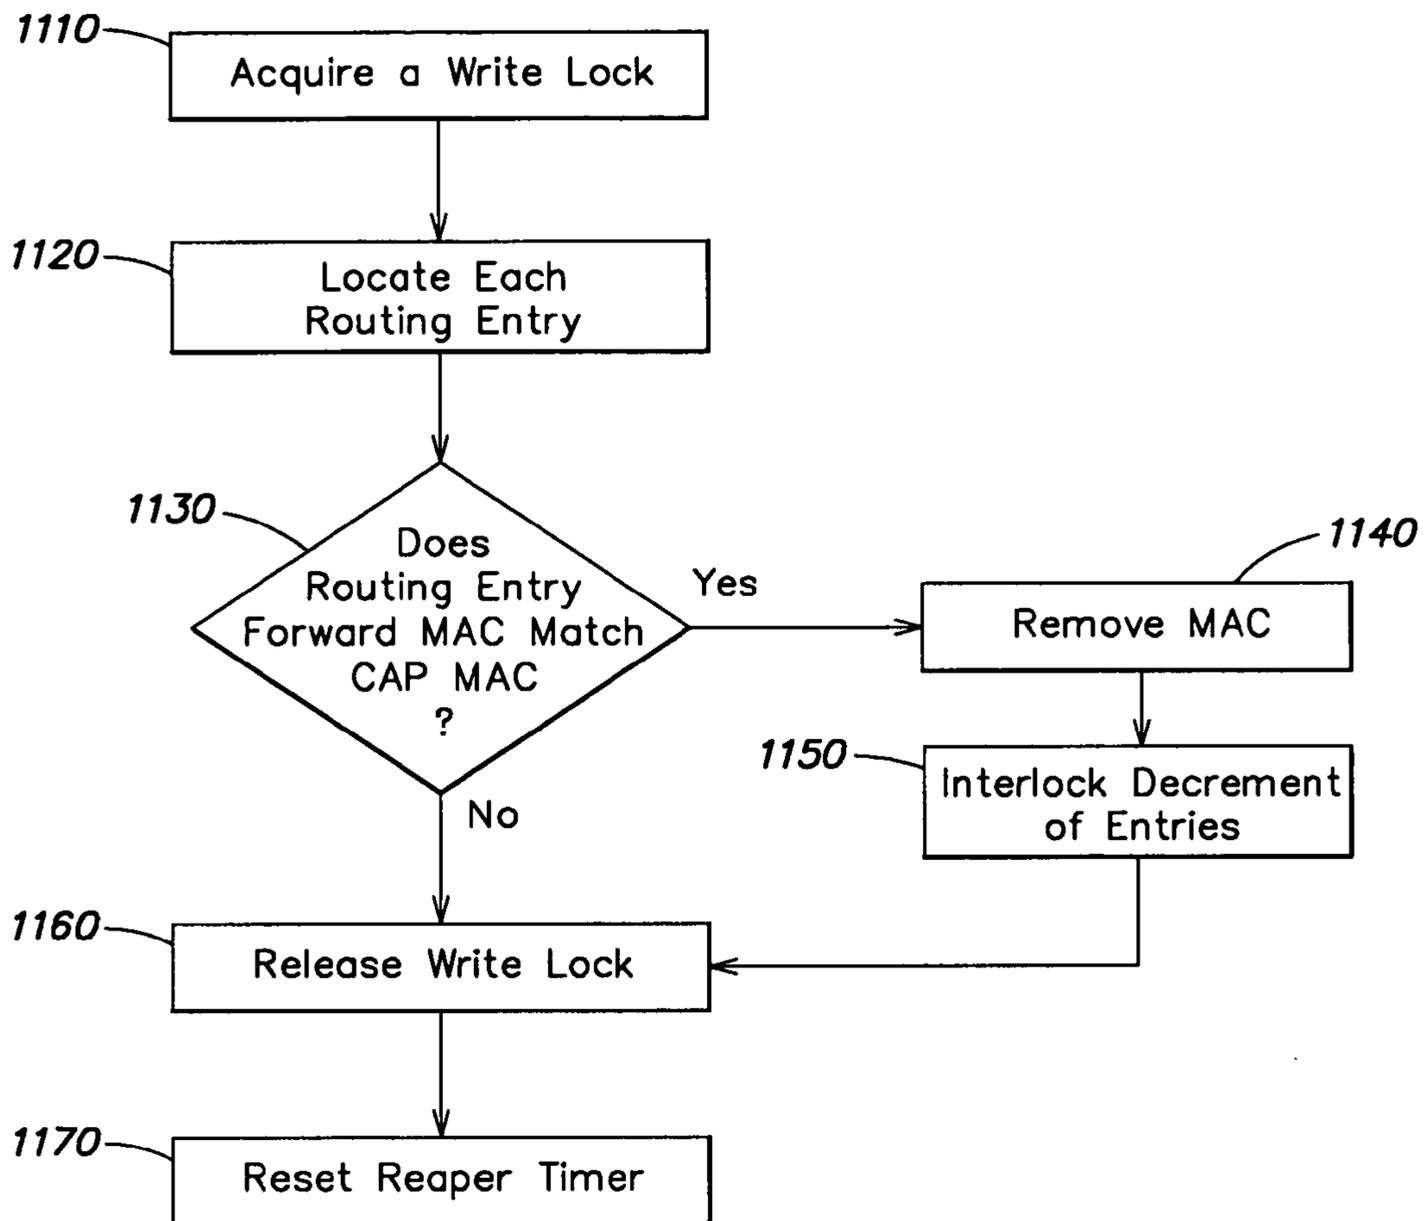 1110
Acquire a Write Lock
1120
Locate Each
Routing Entry
1130
Does
Routing Entry
Forward MAC Match
CAP MAC
?
Yes
1140
Remove MAC
1150
Interlock Decrement
of Entries
No
1160
Release Write Lock
1170
Reset Reaper Timer